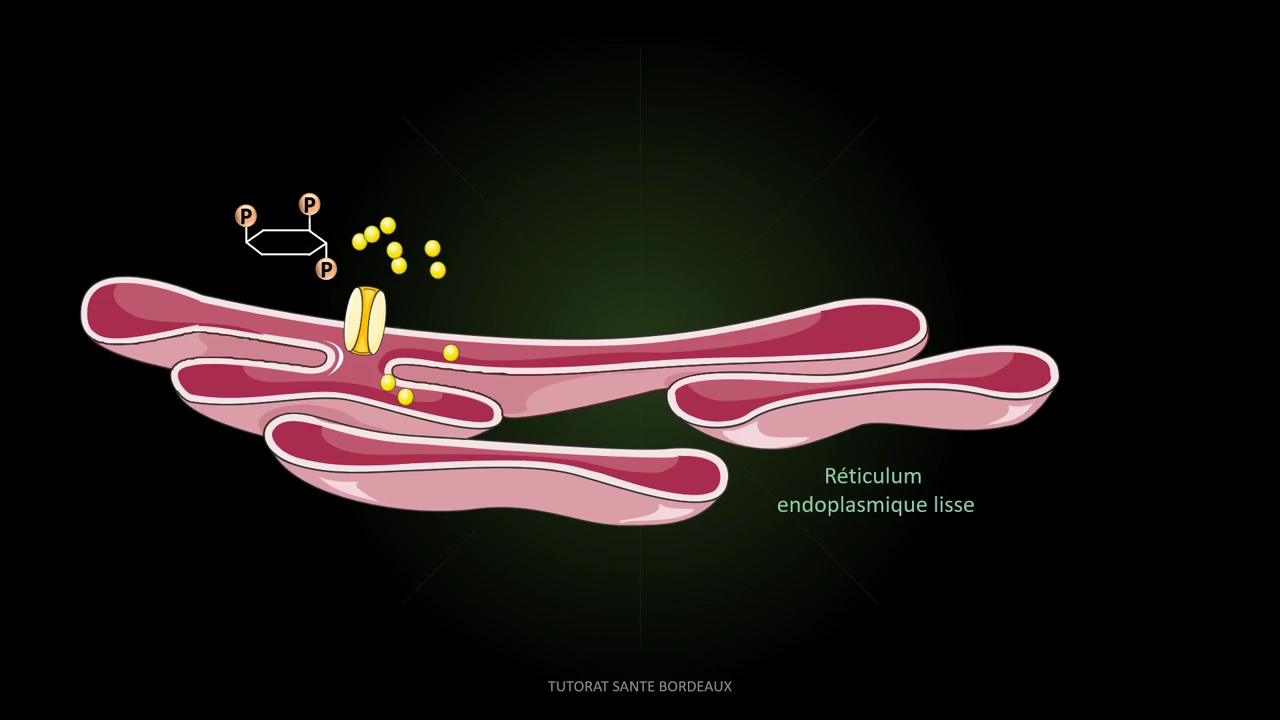 P
P
P
Réticulum
endoplasmique lisse
TUTORAT SANTE BORDEAUX